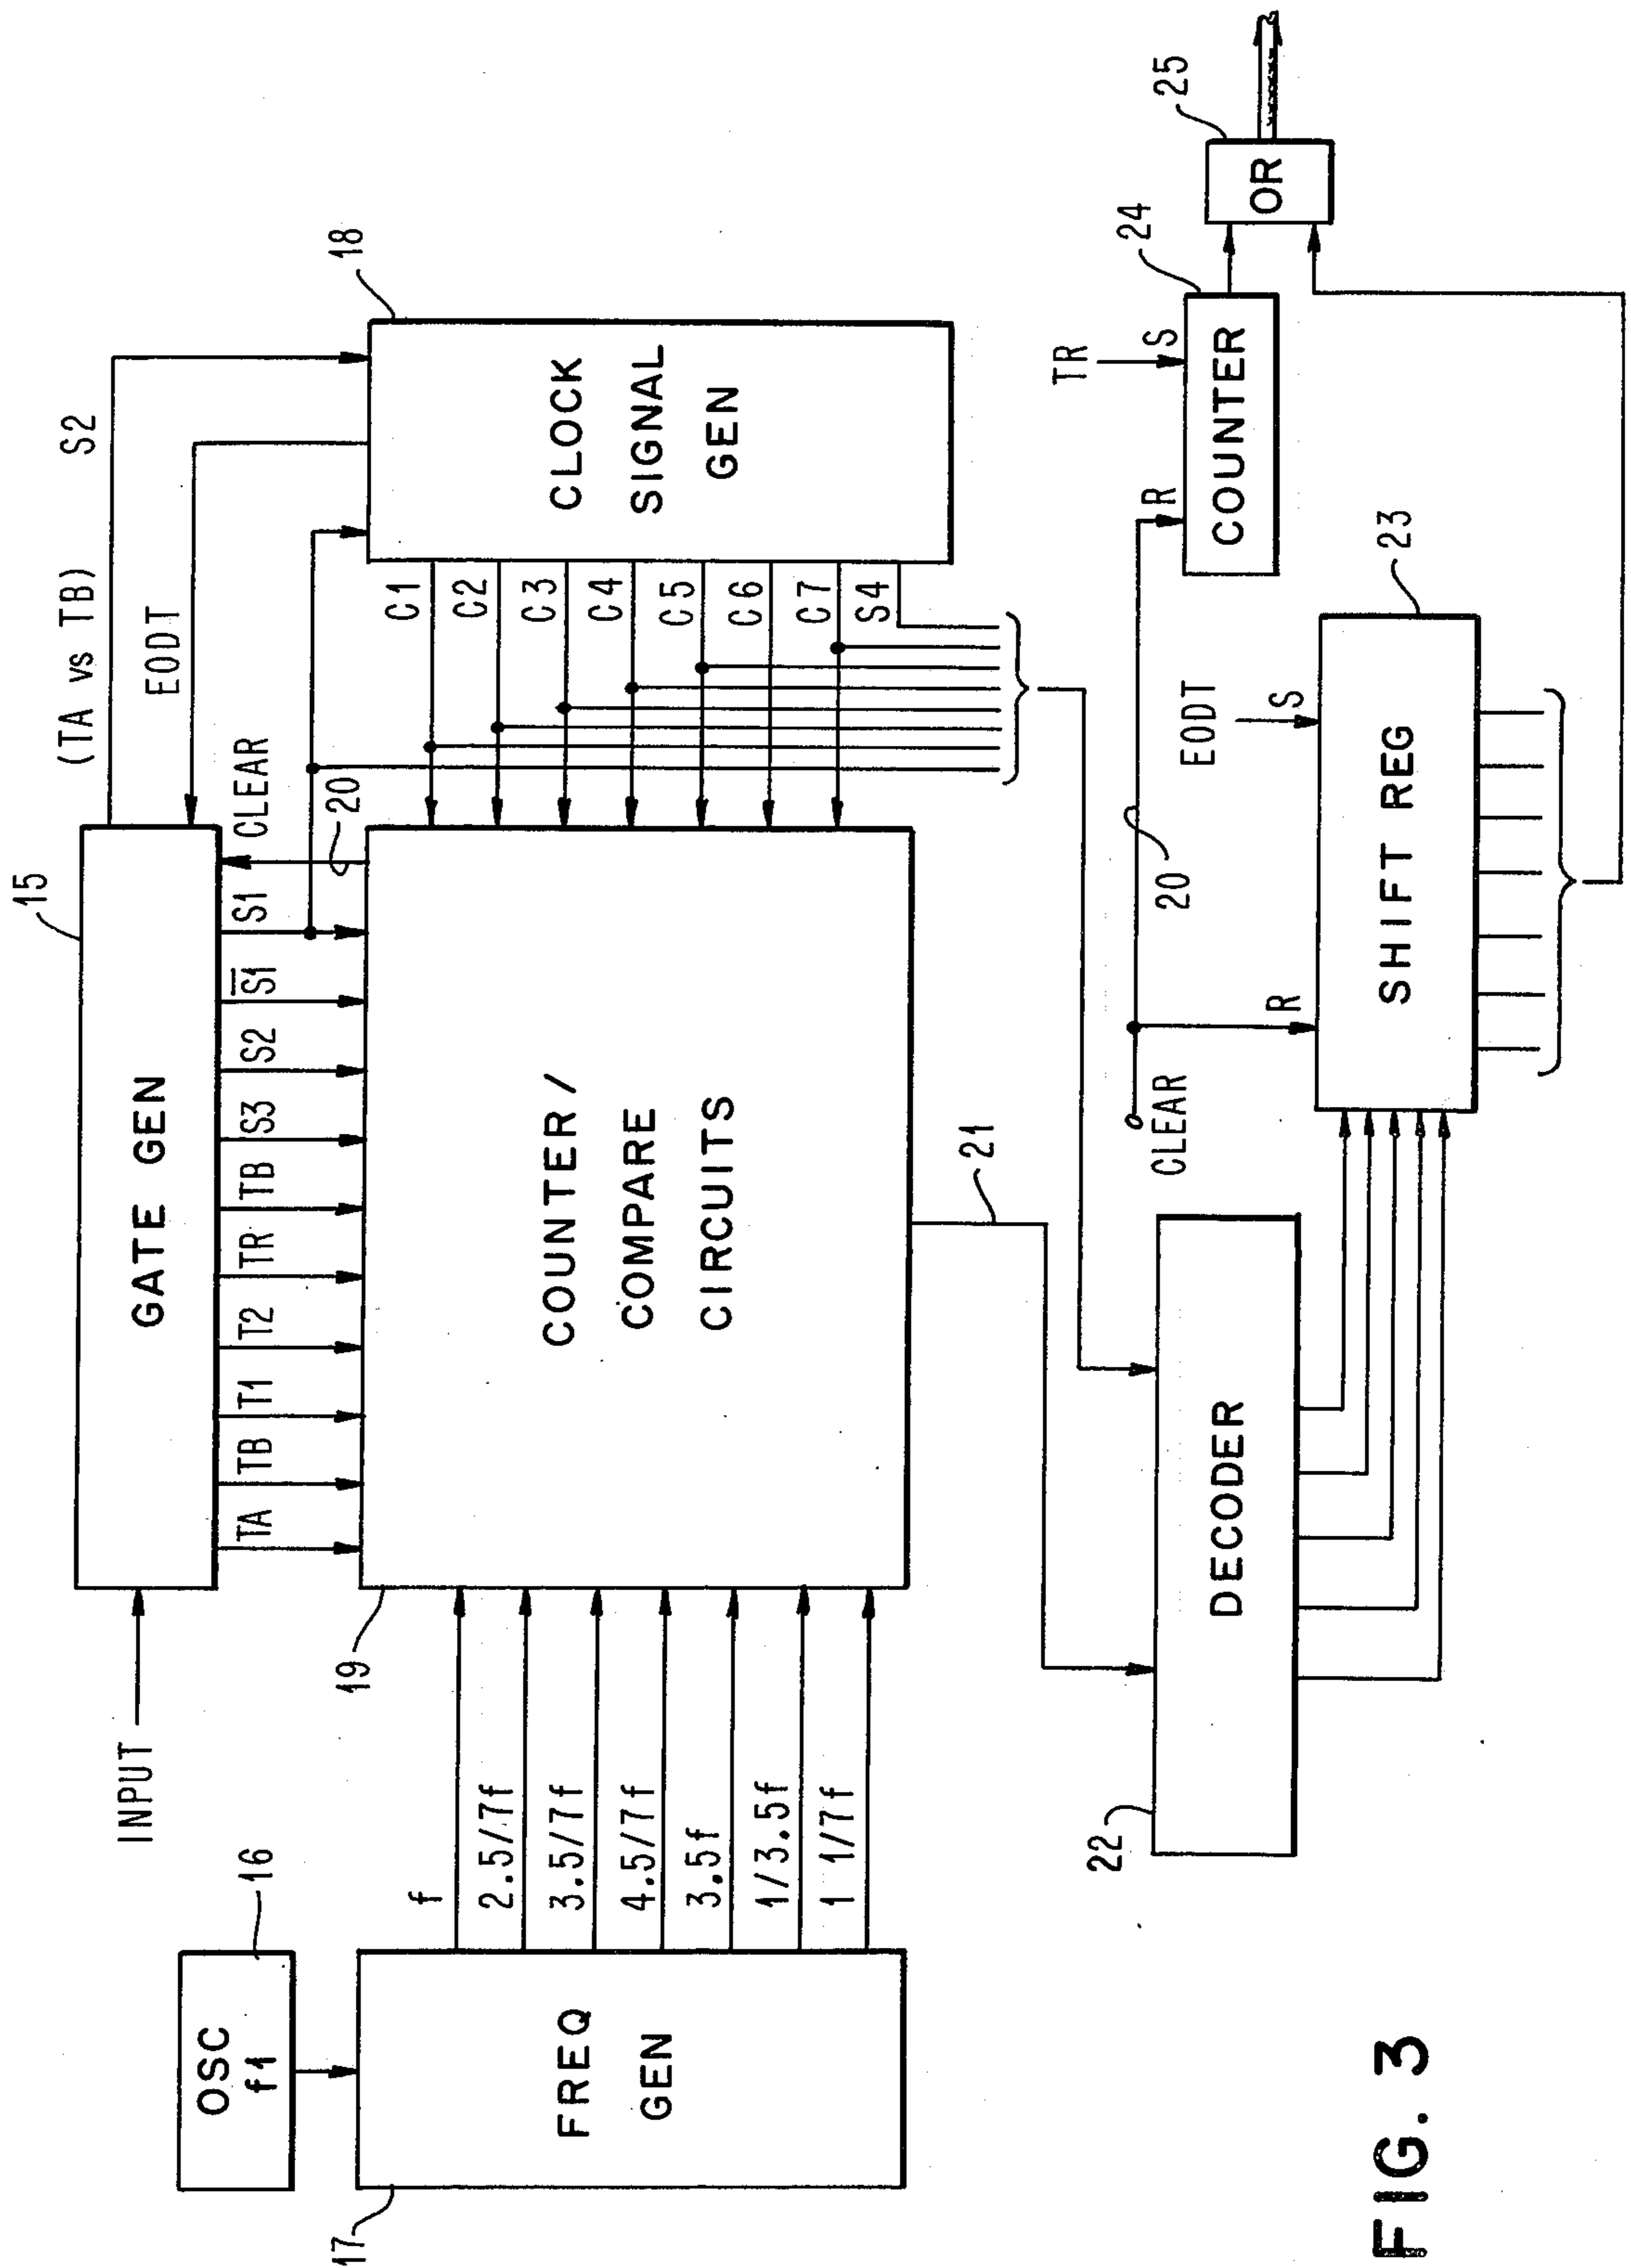 INPUT
15
GATE GEN
TA
TB
T1
T2
TR
TB
S3
S2
S̅1̅
S1
CLEAR
20
EODT
(TA vs TB) S2
16
OSC
f1
17
FREQ
GEN
f
2.5/7f
3.5/7f
4.5/7f
3.5f
1/3.5f
1 1/7f
19
COUNTER/
COMPARE
CIRCUITS
18
CLOCK
SIGNAL
GEN
C1
C2
C3
C4
C5
C6
C7
S4
21
22
DECODER
CLEAR
20
R
EODT
S
SHIFT REG
23
R
TR
S
COUNTER
24
OR
25
FIG. 3